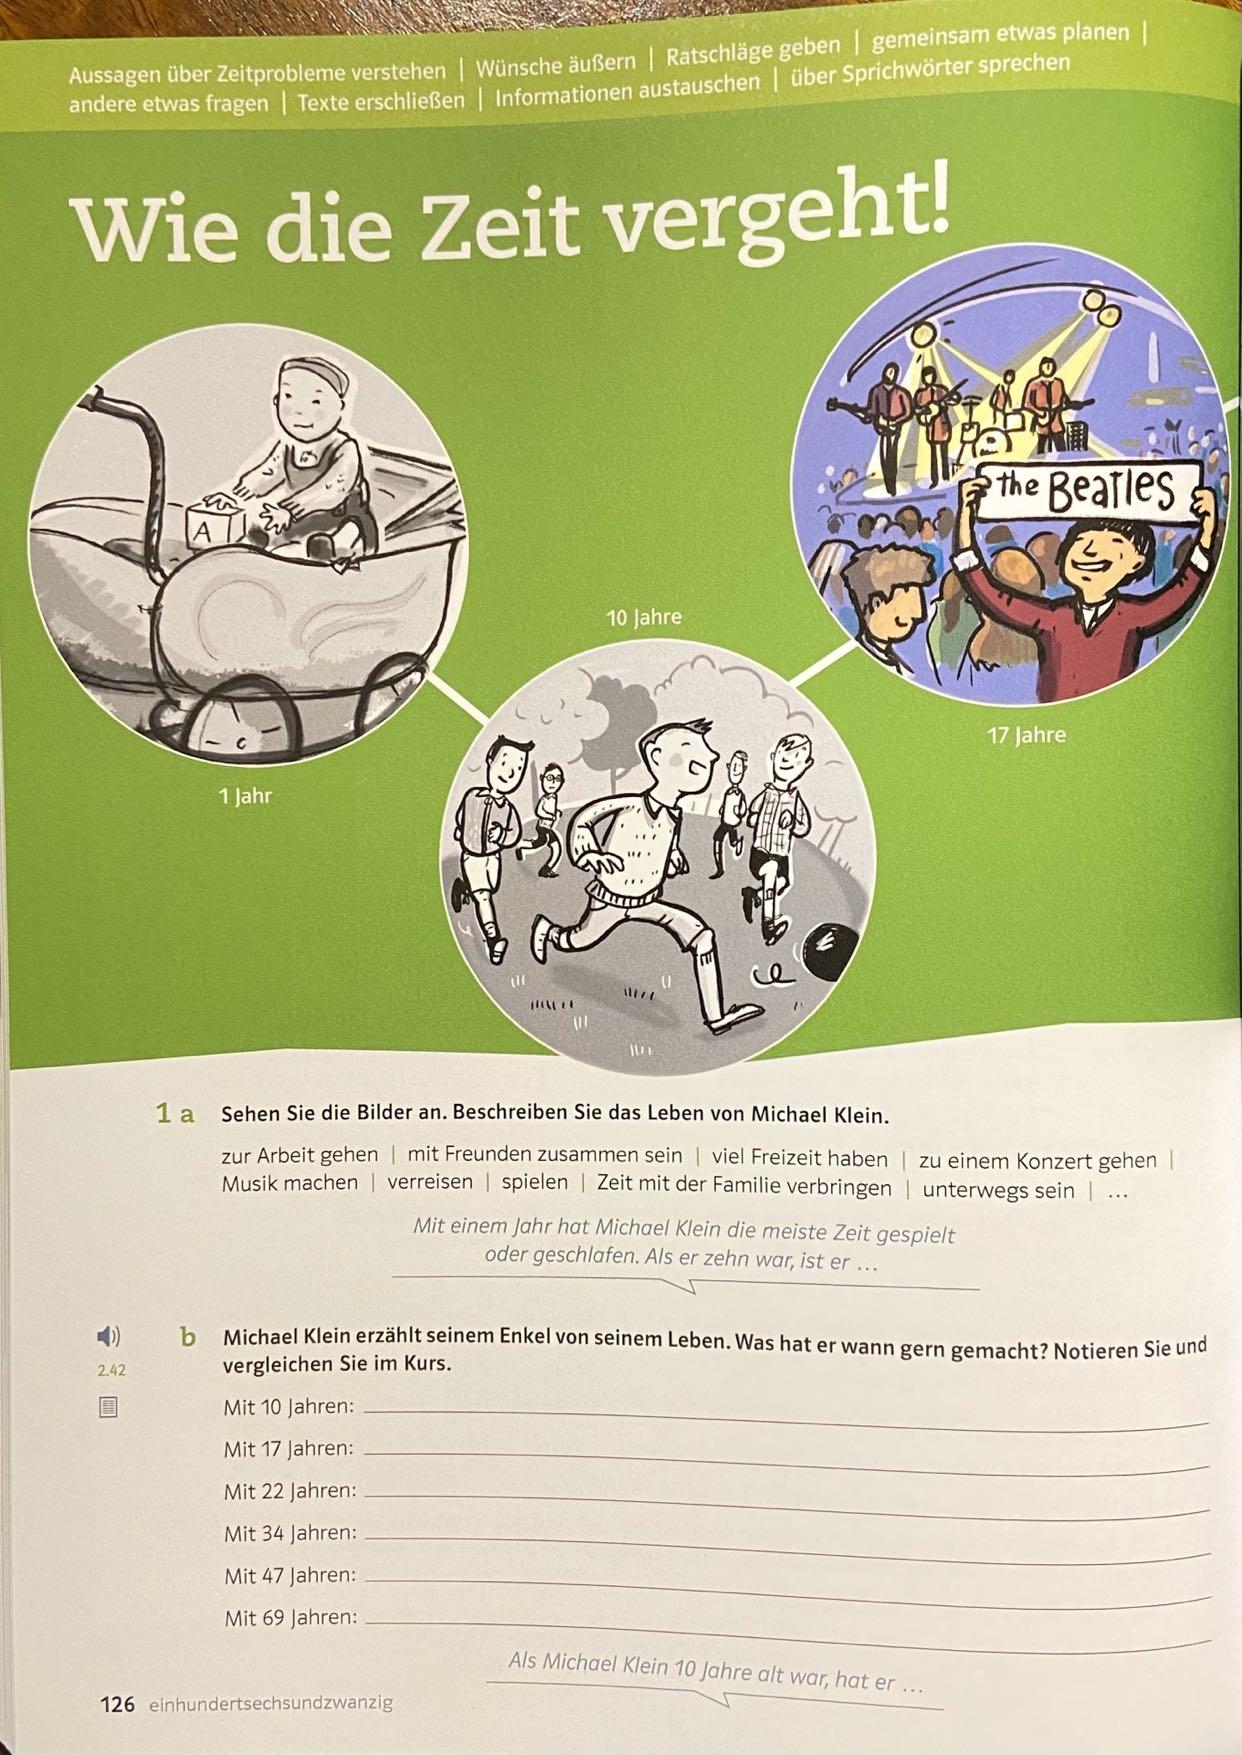 Aussagen über Zeitprobleme verstehen | Wünsche äußern | Ratschläge geben | gemeinsam etwas planen |
andere etwas fragen | Texte erschließen | Informationen austauschen | über Sprichwörter sprechen
Wie die Zeit vergeht!
the Beatles
A
10 Jahre
17 Jahre
1 Jahr
1 a Sehen Sie die Bilder an. Beschreiben Sie das Leben von Michael Klein.
zur Arbeit gehen | mit Freunden zusammen sein | viel Freizeit haben | zu einem Konzert gehen |
Musik machen | verreisen | spielen | Zeit mit der Familie verbringen | unterwegs sein | ...
Mit einem Jahr hat Michael Klein die meiste Zeit gespielt
oder geschlafen. Als er zehn war, ist er ...
b Michael Klein erzählt seinem Enkel von seinem Leben. Was hat er wann gern gemacht? Notieren Sie und
2.42 vergleichen Sie im Kurs.
Mit 10 Jahren:
Mit 17 Jahren:
Mit 22 Jahren:
Mit 34 Jahren:
Mit 47 Jahren:
Mit 69 Jahren:
Als Michael Klein 10 Jahre alt war, hat er ...
126 einhundertsechsundzwanzig